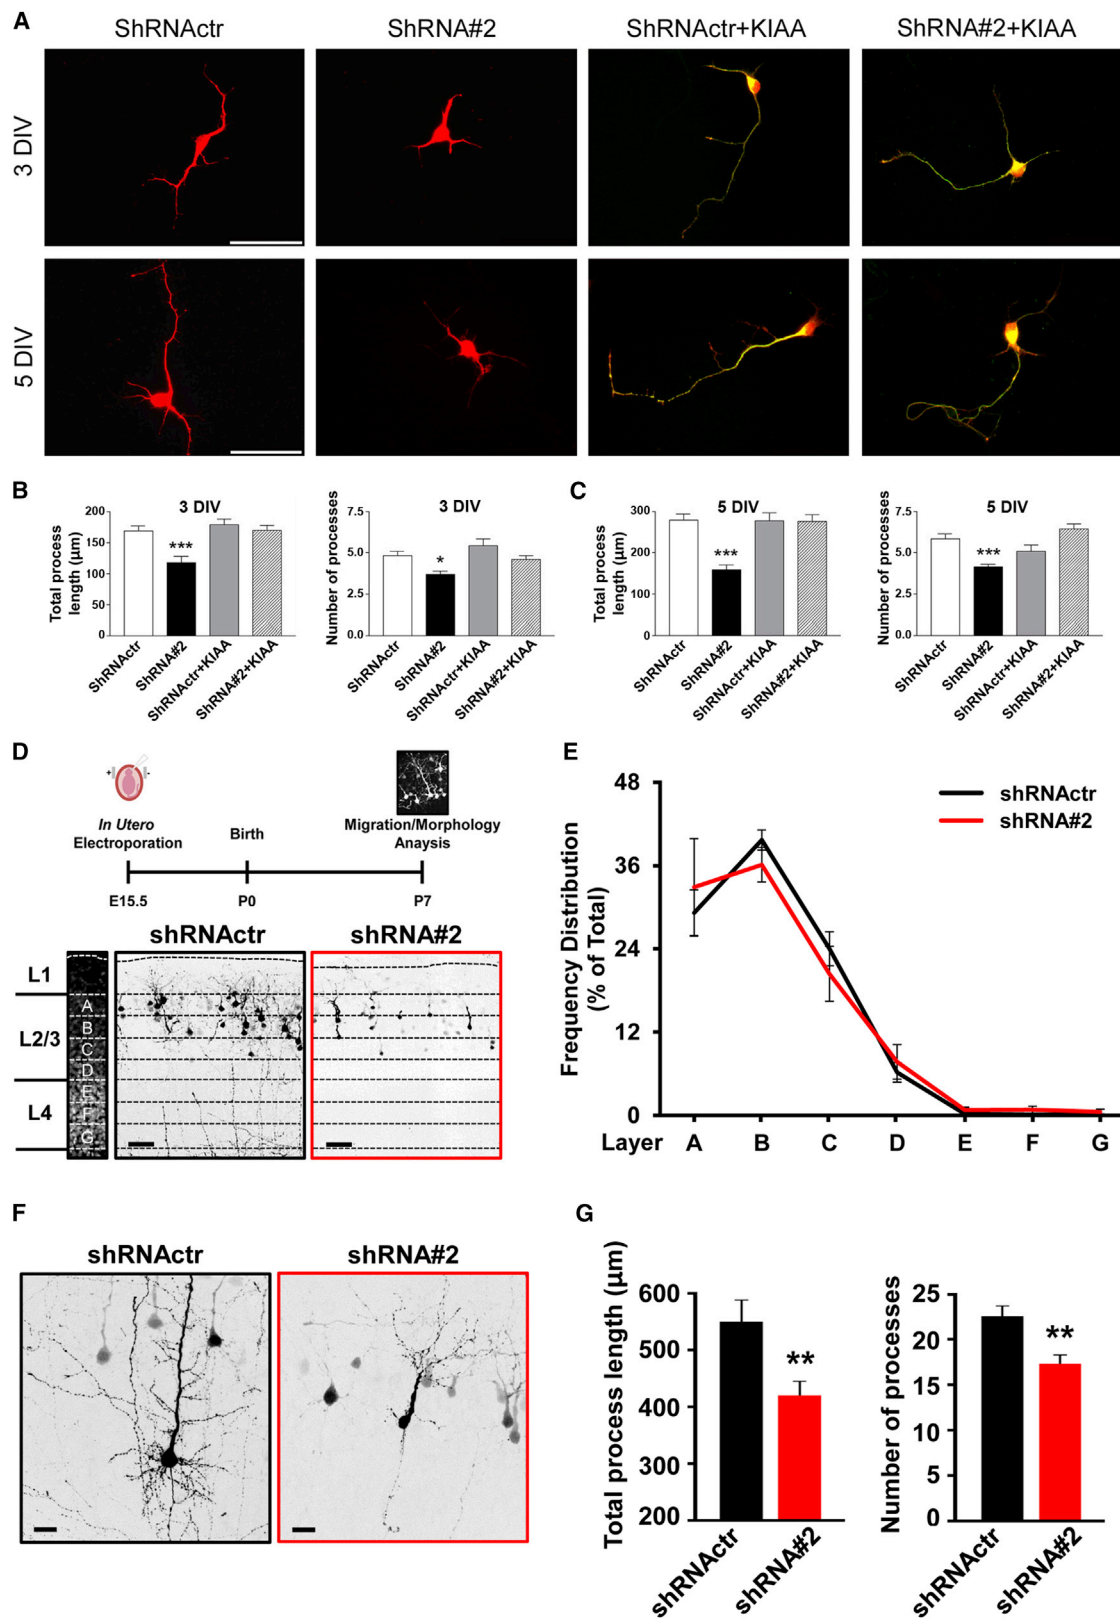 A
ShRNActr
ShRNA#2
ShRNActr+KIAA
ShRNA#2+KIAA
3 DIV
5 DIV
B
3 DIV
Total process
length (µm)
200
150
100
50
0
***
ShRNActr
ShRNA#2
ShRNActr+KIAA
ShRNA#2+KIAA
3 DIV
Number of processes
7.5
5.0
2.5
0.0
*
ShRNActr
ShRNA#2
ShRNActr+KIAA
ShRNA#2+KIAA
C
5 DIV
Total process
length (µm)
300
200
100
0
***
ShRNActr
ShRNA#2
ShRNActr+KIAA
ShRNA#2+KIAA
5 DIV
Number of processes
7.5
5.0
2.5
0.0
***
ShRNActr
ShRNA#2
ShRNActr+KIAA
ShRNA#2+KIAA
D
+ -
In Utero
Electroporation
Birth
Migration/Morphology
Anaysis
E15.5
P0
P7
shRNActr
shRNA#2
L1
L2/3
L4
A
B
C
D
E
F
G
E
Frequency Distribution
(% of Total)
48
36
24
12
0
shRNActr
shRNA#2
Layer A B C D E F G
F
shRNActr
shRNA#2
G
Total process length (µm)
600
500
400
300
200
**
shRNActr
shRNA#2
Number of processes
25
20
15
10
5
0
**
shRNActr
shRNA#2